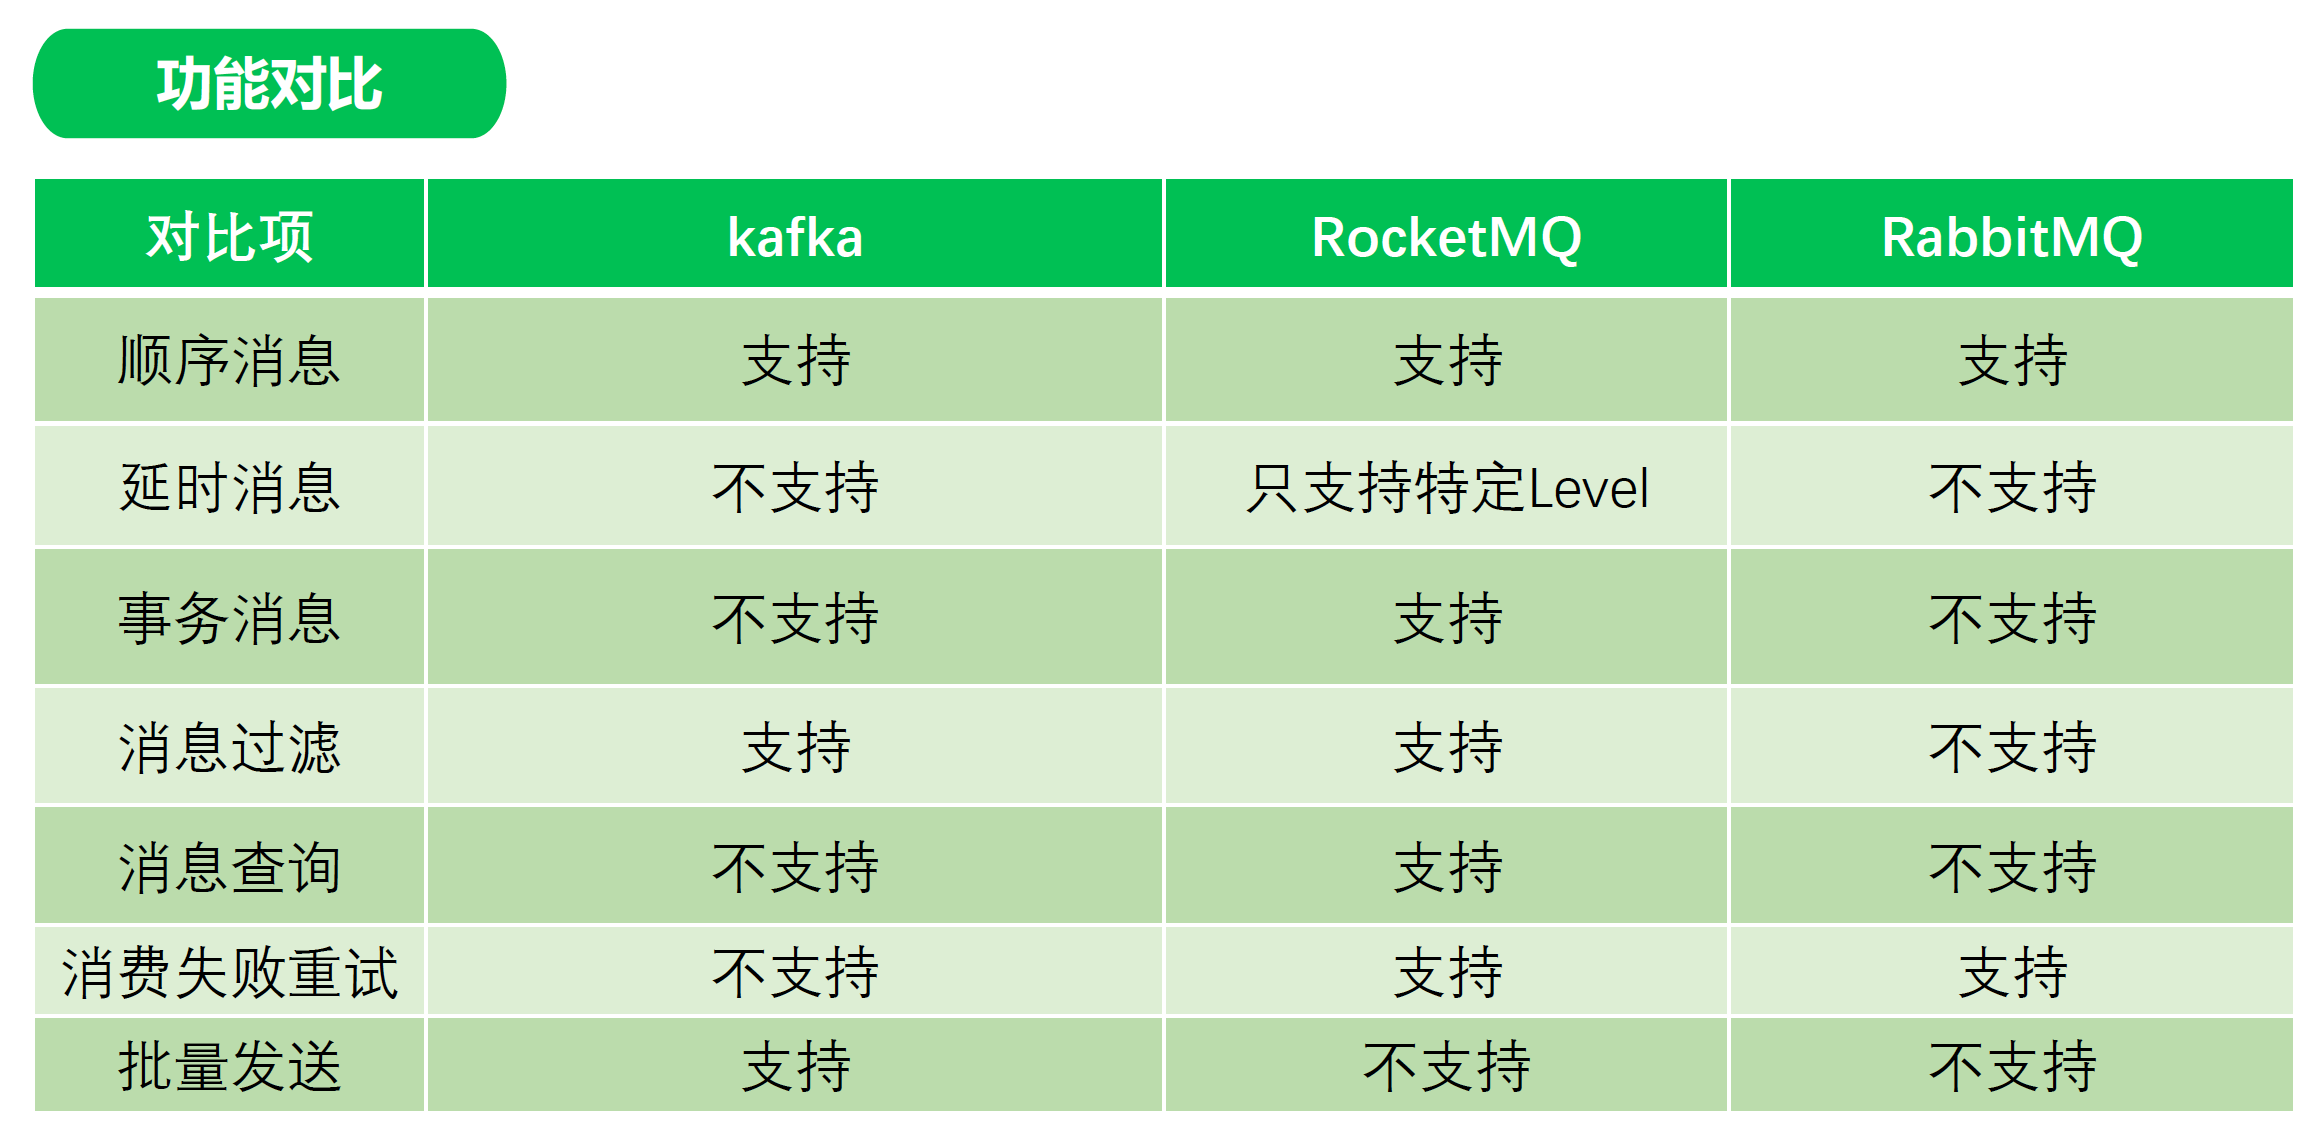 功能对比
对比项 kafka RocketMQ RabbitMQ
顺序消息 支持 支持 支持
延时消息 不支持 只支持特定Level 不支持
事务消息 不支持 支持 不支持
消息过滤 支持 支持 不支持
消息查询 不支持 支持 不支持
消费失败重试 不支持 支持 支持
批量发送 支持 不支持 不支持